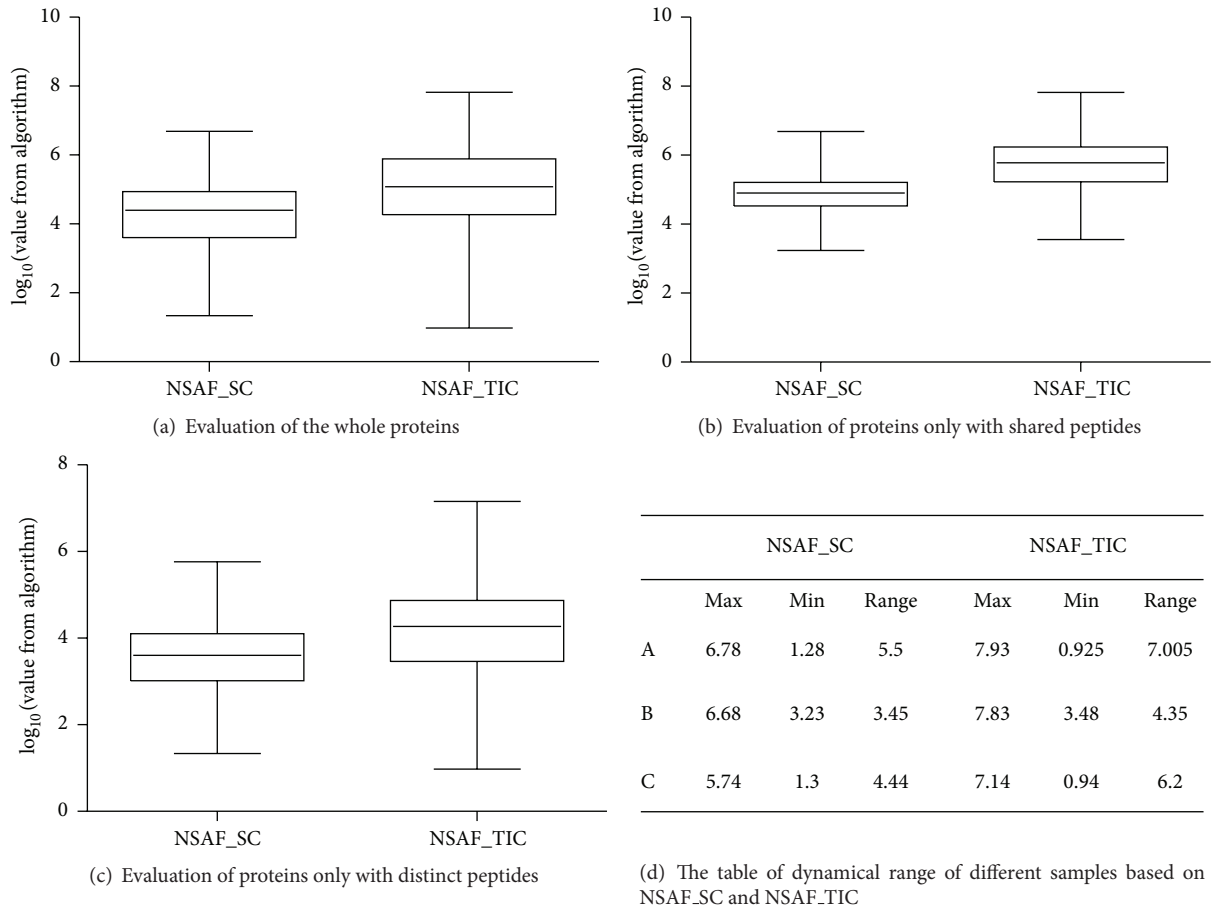 10
8
6
4
2
0
log10(value from algorithm)
NSAF_SC NSAF_TIC
(a) Evaluation of the whole proteins
10
8
6
4
2
0
log10(value from algorithm)
NSAF_SC NSAF_TIC
(b) Evaluation of proteins only with shared peptides
8
6
4
2
0
log10(value from algorithm)
NSAF_SC NSAF_TIC
(c) Evaluation of proteins only with distinct peptides
NSAF_SC NSAF_TIC
Max Min Range Max Min Range
A 6.78 1.28 5.5 7.93 0.925 7.005
B 6.68 3.23 3.45 7.83 3.48 4.35
C 5.74 1.3 4.44 7.14 0.94 6.2
(d) The table of dynamical range of different samples based on
NSAF_SC and NSAF_TIC